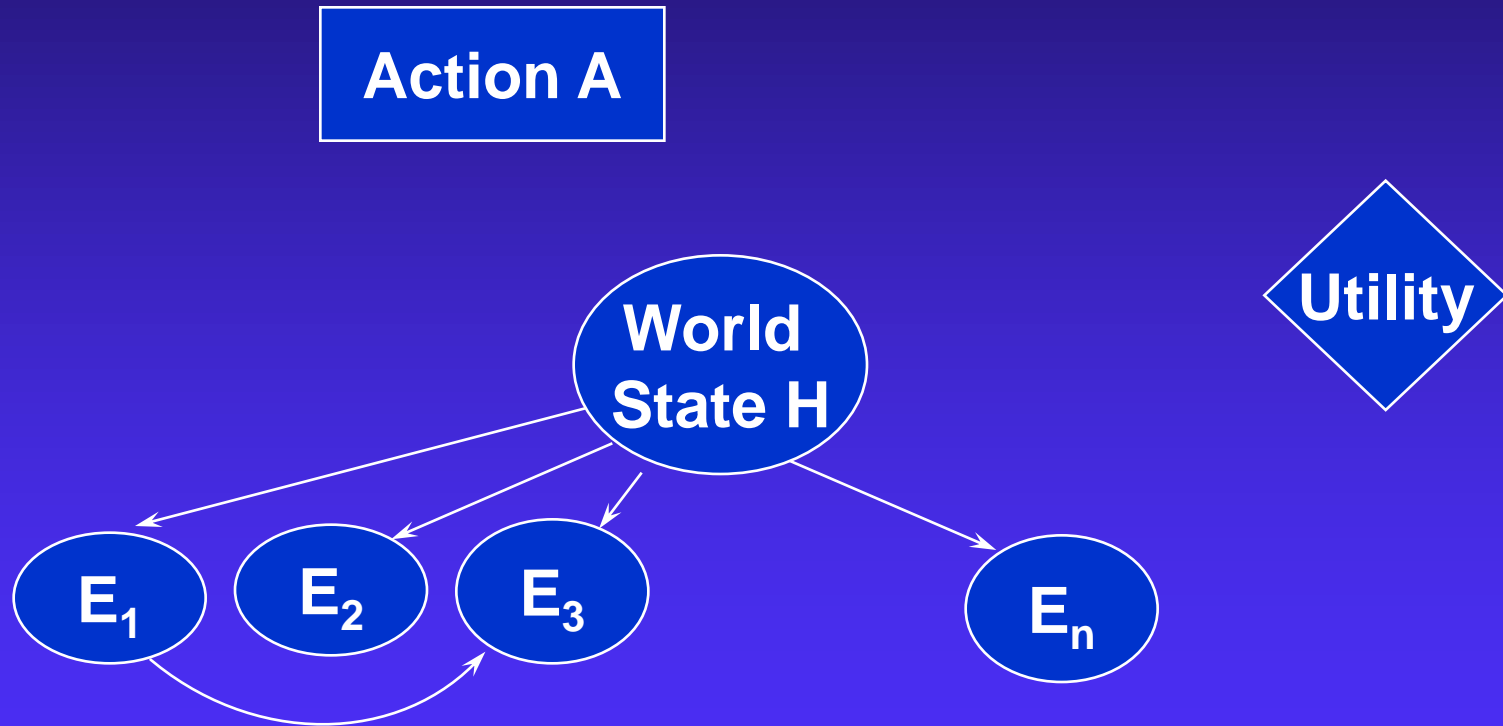 Action A
Utility
World
State H
E₁
E₂
E₃
Eₙ